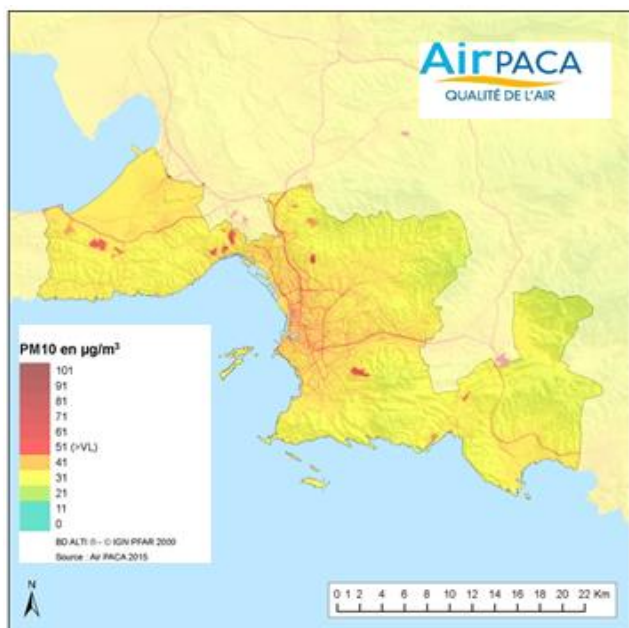 AirPACA
QUALITÉ DE L'AIR
PM10 en µg/m³
101
91
81
71
61
51 (>VL)
41
31
21
11
0
BD ALTI ® - © IGN PFAR 2000
Source : Air PACA 2015
N
0 1 2 4 6 8 10 12 14 16 18 20 22 Km